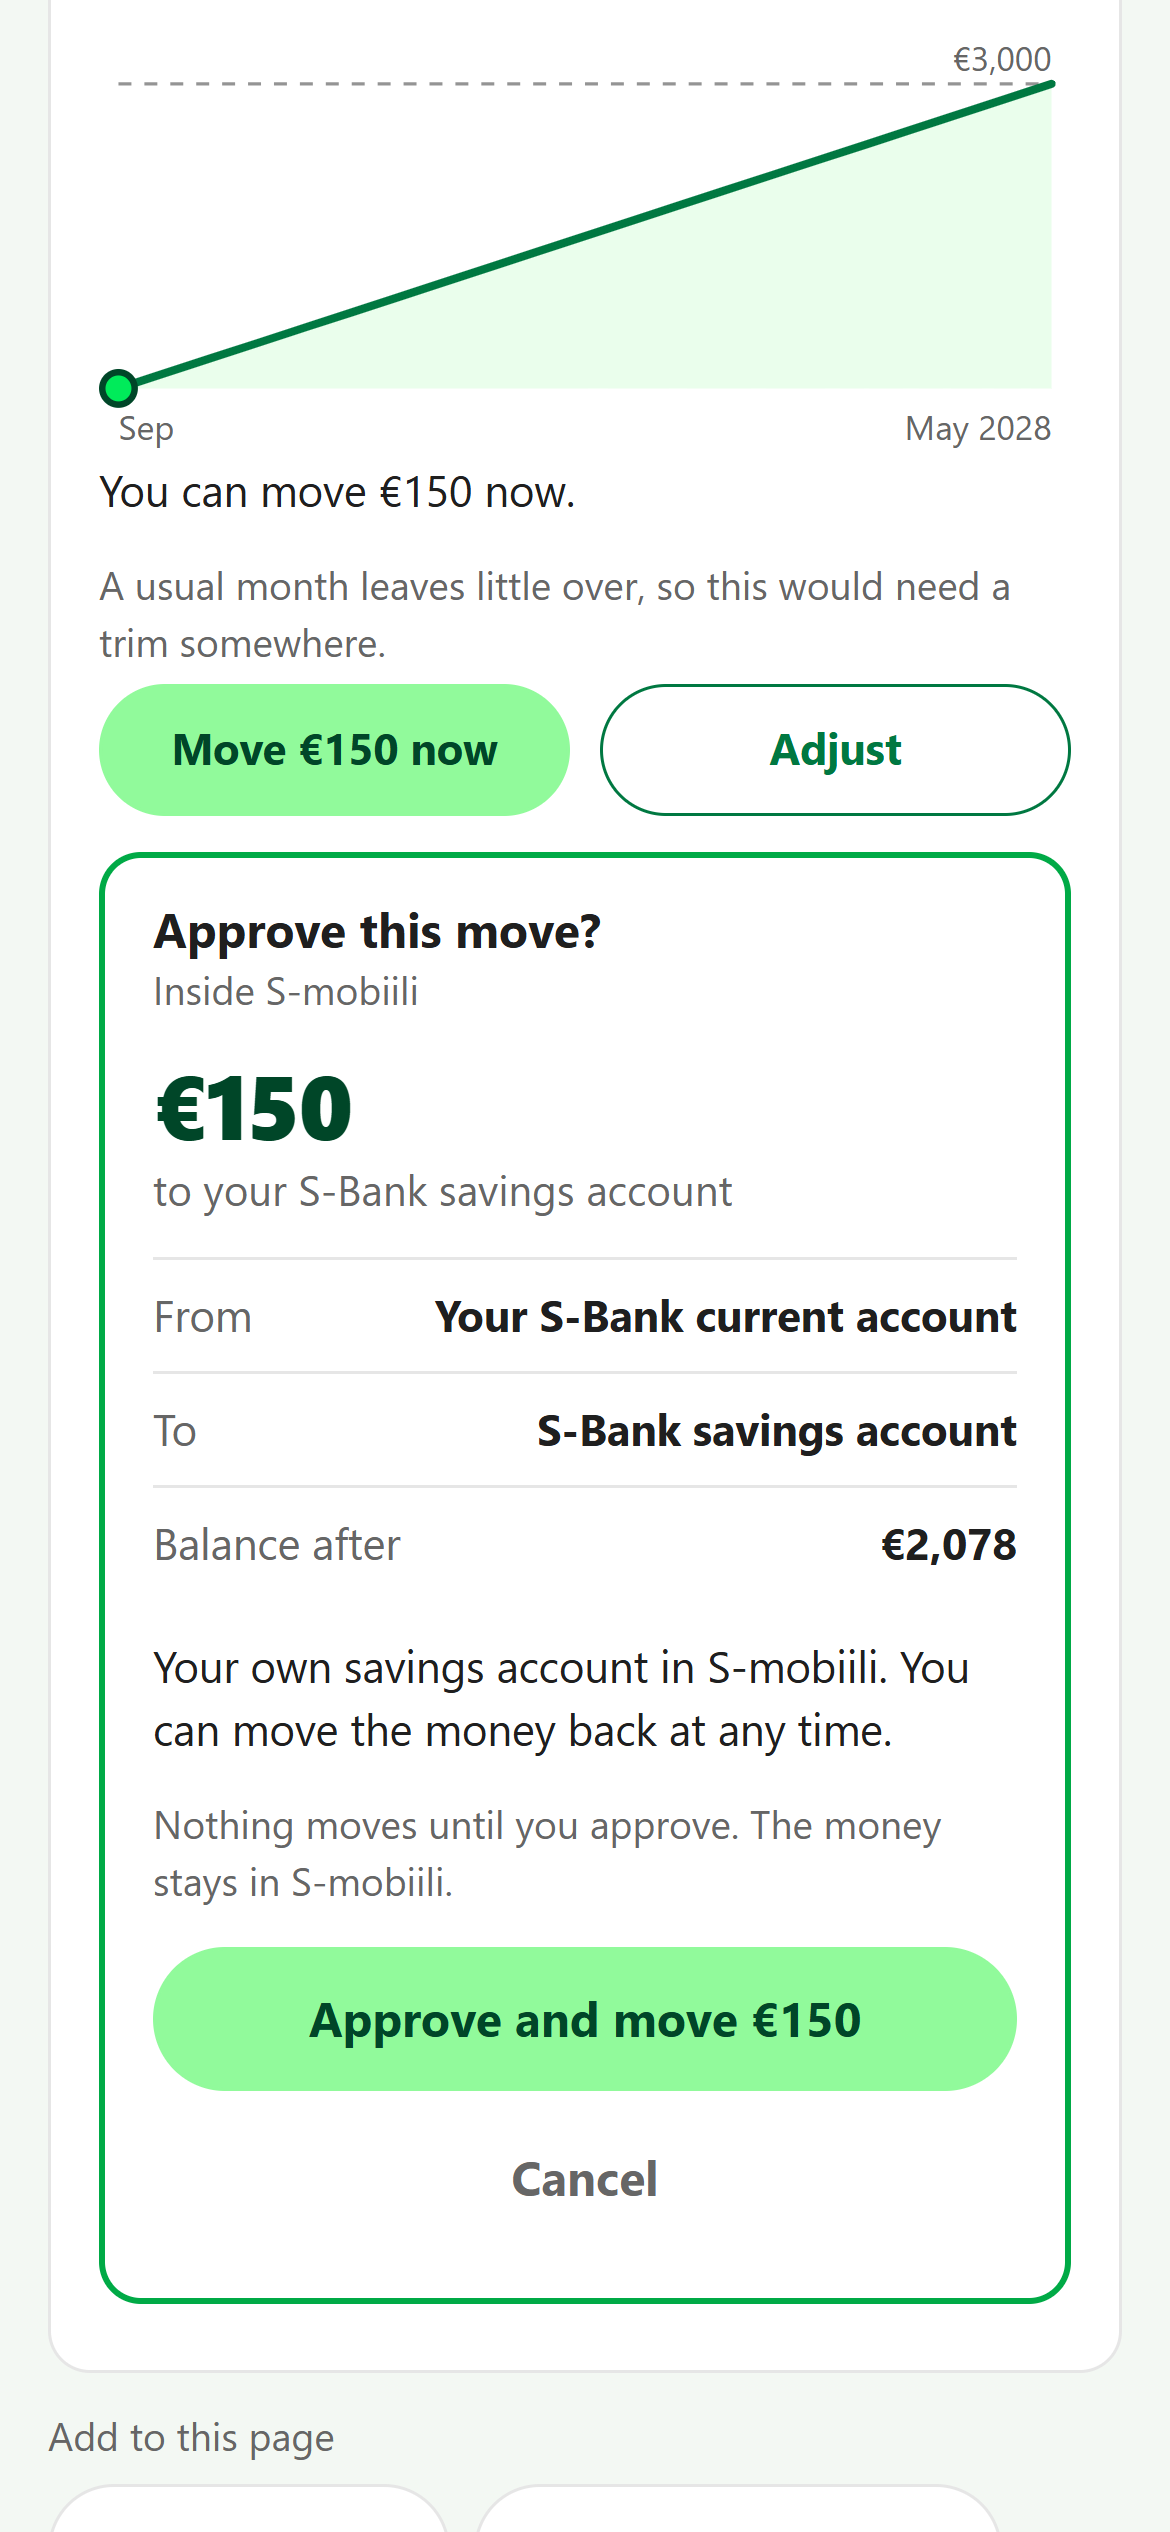 €3,000
Sep
May 2028
You can move €150 now.
A usual month leaves little over, so this would need a
trim somewhere.
Move €150 now
Adjust
Approve this move?
Inside S-mobiili
€150
to your S-Bank savings account
From
Your S-Bank current account
To
S-Bank savings account
Balance after
€2,078
Your own savings account in S-mobiili. You
can move the money back at any time.
Nothing moves until you approve. The money
stays in S-mobiili.
Approve and move €150
Cancel
Add to this page